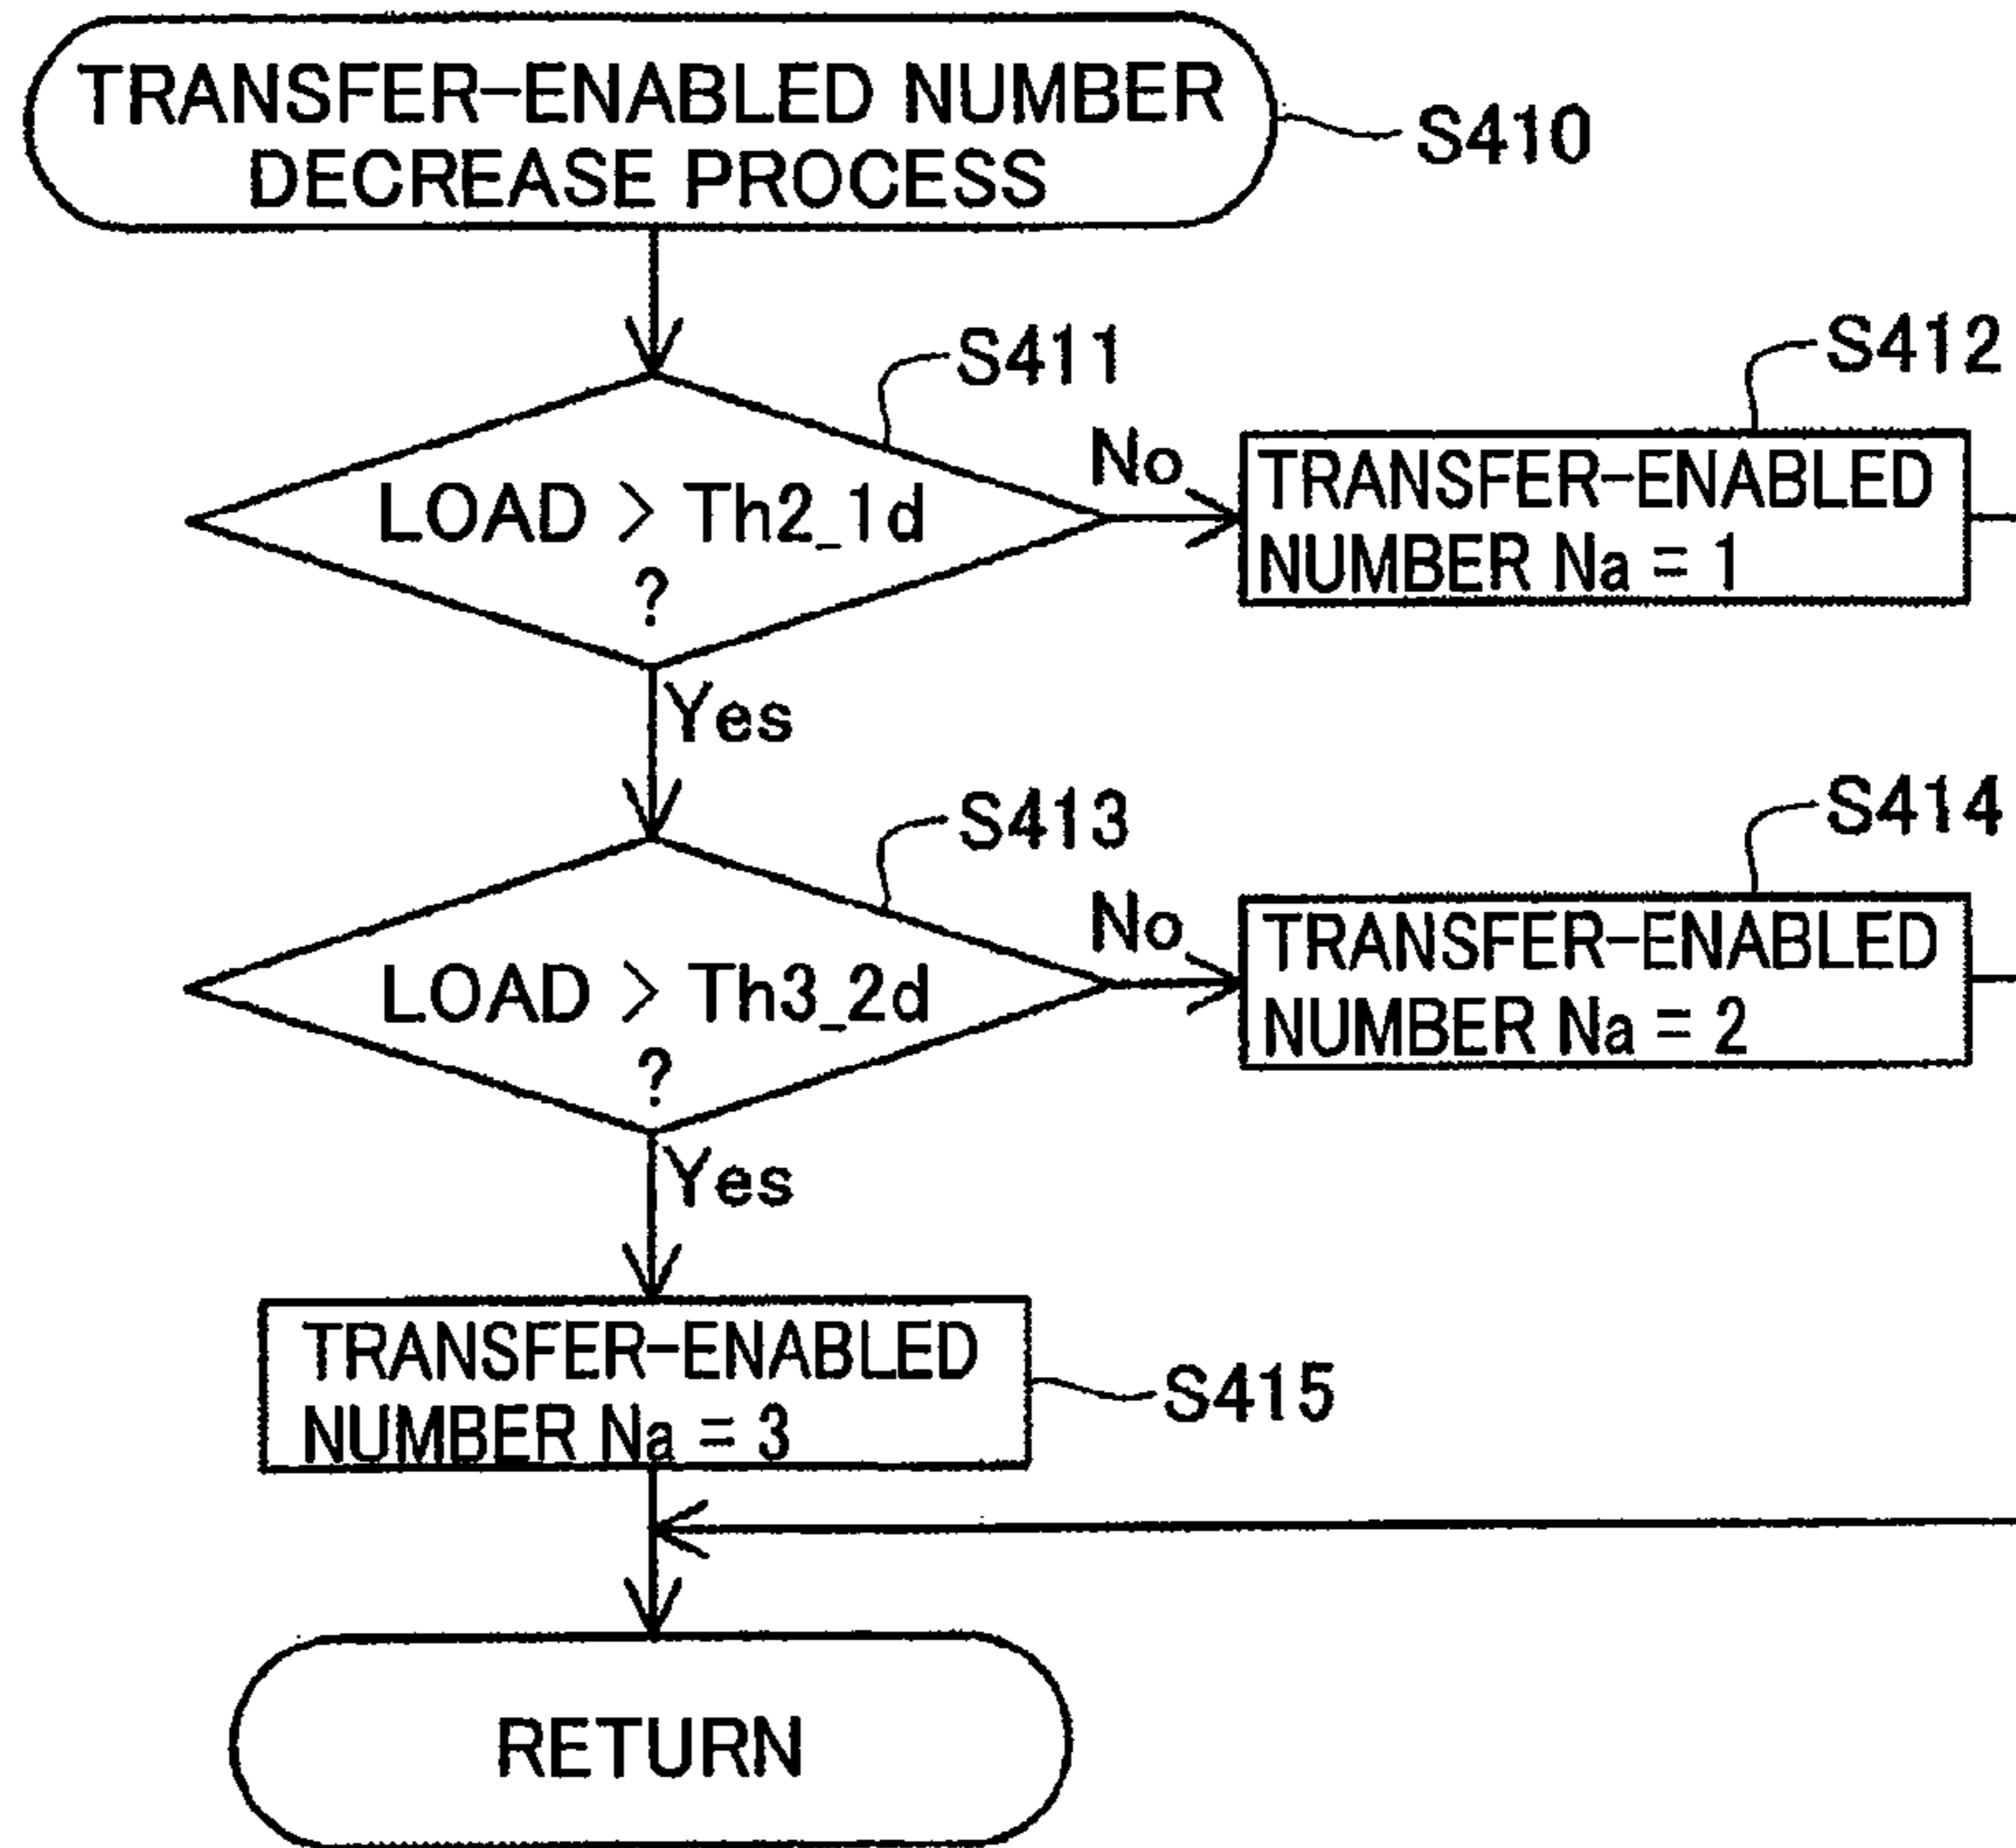 TRANSFER-ENABLED NUMBER
DECREASE PROCESS
S410
S411
LOAD > Th2_1d
?
No
S412
TRANSFER-ENABLED
NUMBER Na = 1
Yes
S413
LOAD > Th3_2d
?
No
S414
TRANSFER-ENABLED
NUMBER Na = 2
Yes
TRANSFER-ENABLED
NUMBER Na = 3
S415
RETURN